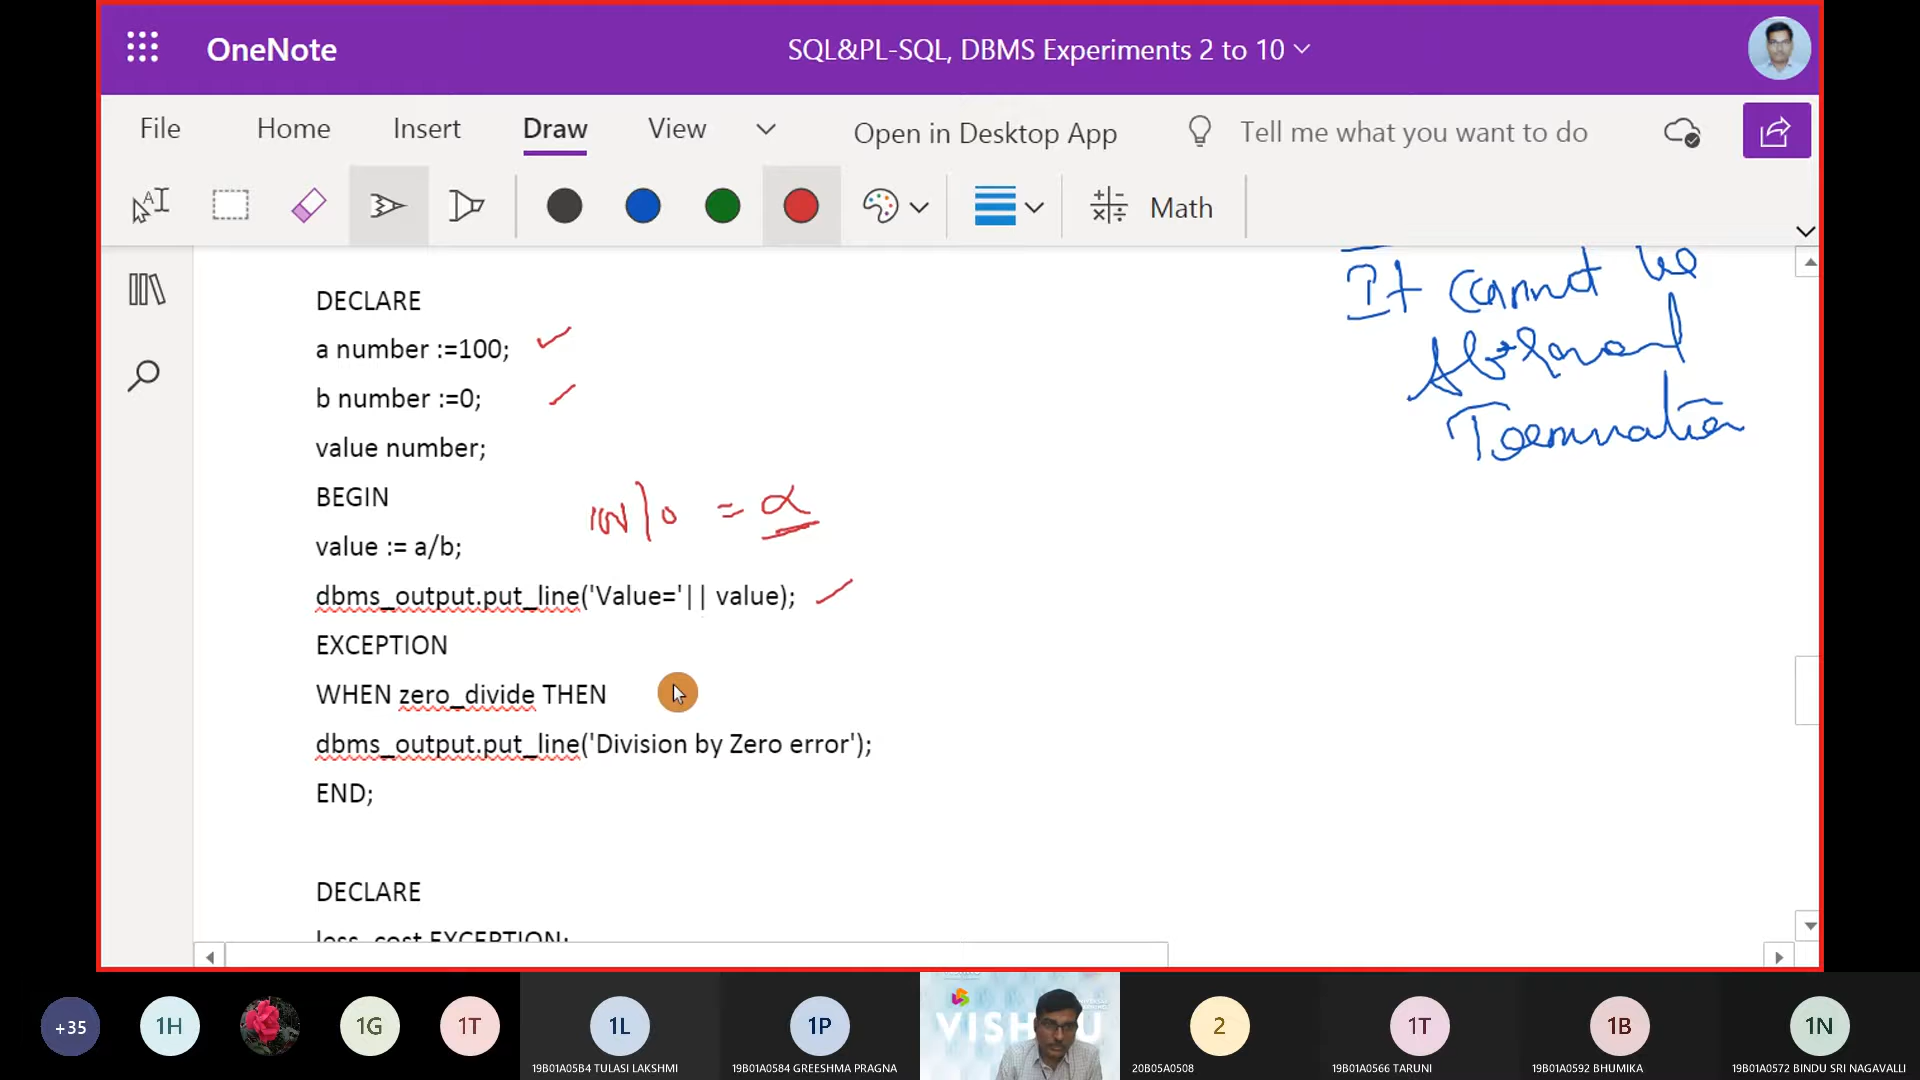 OneNote
SQL&PL-SQL, DBMS Experiments 2 to 10
File Home Insert Draw View Open in Desktop App Tell me what you want to do
Math
DECLARE
a number :=100;
b number :=0;
value number;
BEGIN
value := a/b;
dbms_output.put_line('Value='|| value);
EXCEPTION
WHEN zero_divide THEN
dbms_output.put_line('Division by Zero error');
END;
DECLARE
less_cost EXCEPTION;
100/0 = α
It cannot be
Termination
+35 1H 1G 1T 1L 1P 2 1T 1B 1N
VISH U
19B01A05B4 TULASI LAKSHMI 19B01A0584 GREESHMA PRAGNA 20B05A0508 19B01A0566 TARUNI 19B01A0592 BHUMIKA 19B01A0572 BINDU SRI NAGAVALLI